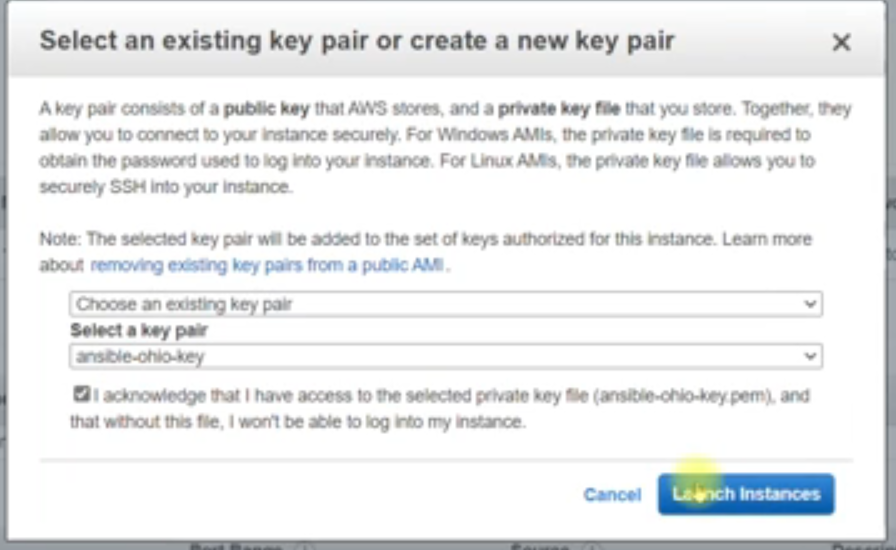 Select an existing key pair or create a new key pair
A key pair consists of a public key that AWS stores, and a private key file that you store. Together, they
allow you to connect to your instance securely. For Windows AMIs, the private key file is required to
obtain the password used to log into your instance. For Linux AMIs, the private key file allows you to
securely SSH into your instance.
Note: The selected key pair will be added to the set of keys authorized for this instance. Learn more
about removing existing key pairs from a public AMI.
Choose an existing key pair
Select a key pair
ansible-ohio-key
I acknowledge that I have access to the selected private key file (ansible-ohio-key.pem), and
that without this file, I won't be able to log into my instance.
Cancel Launch Instances
Port Range Source